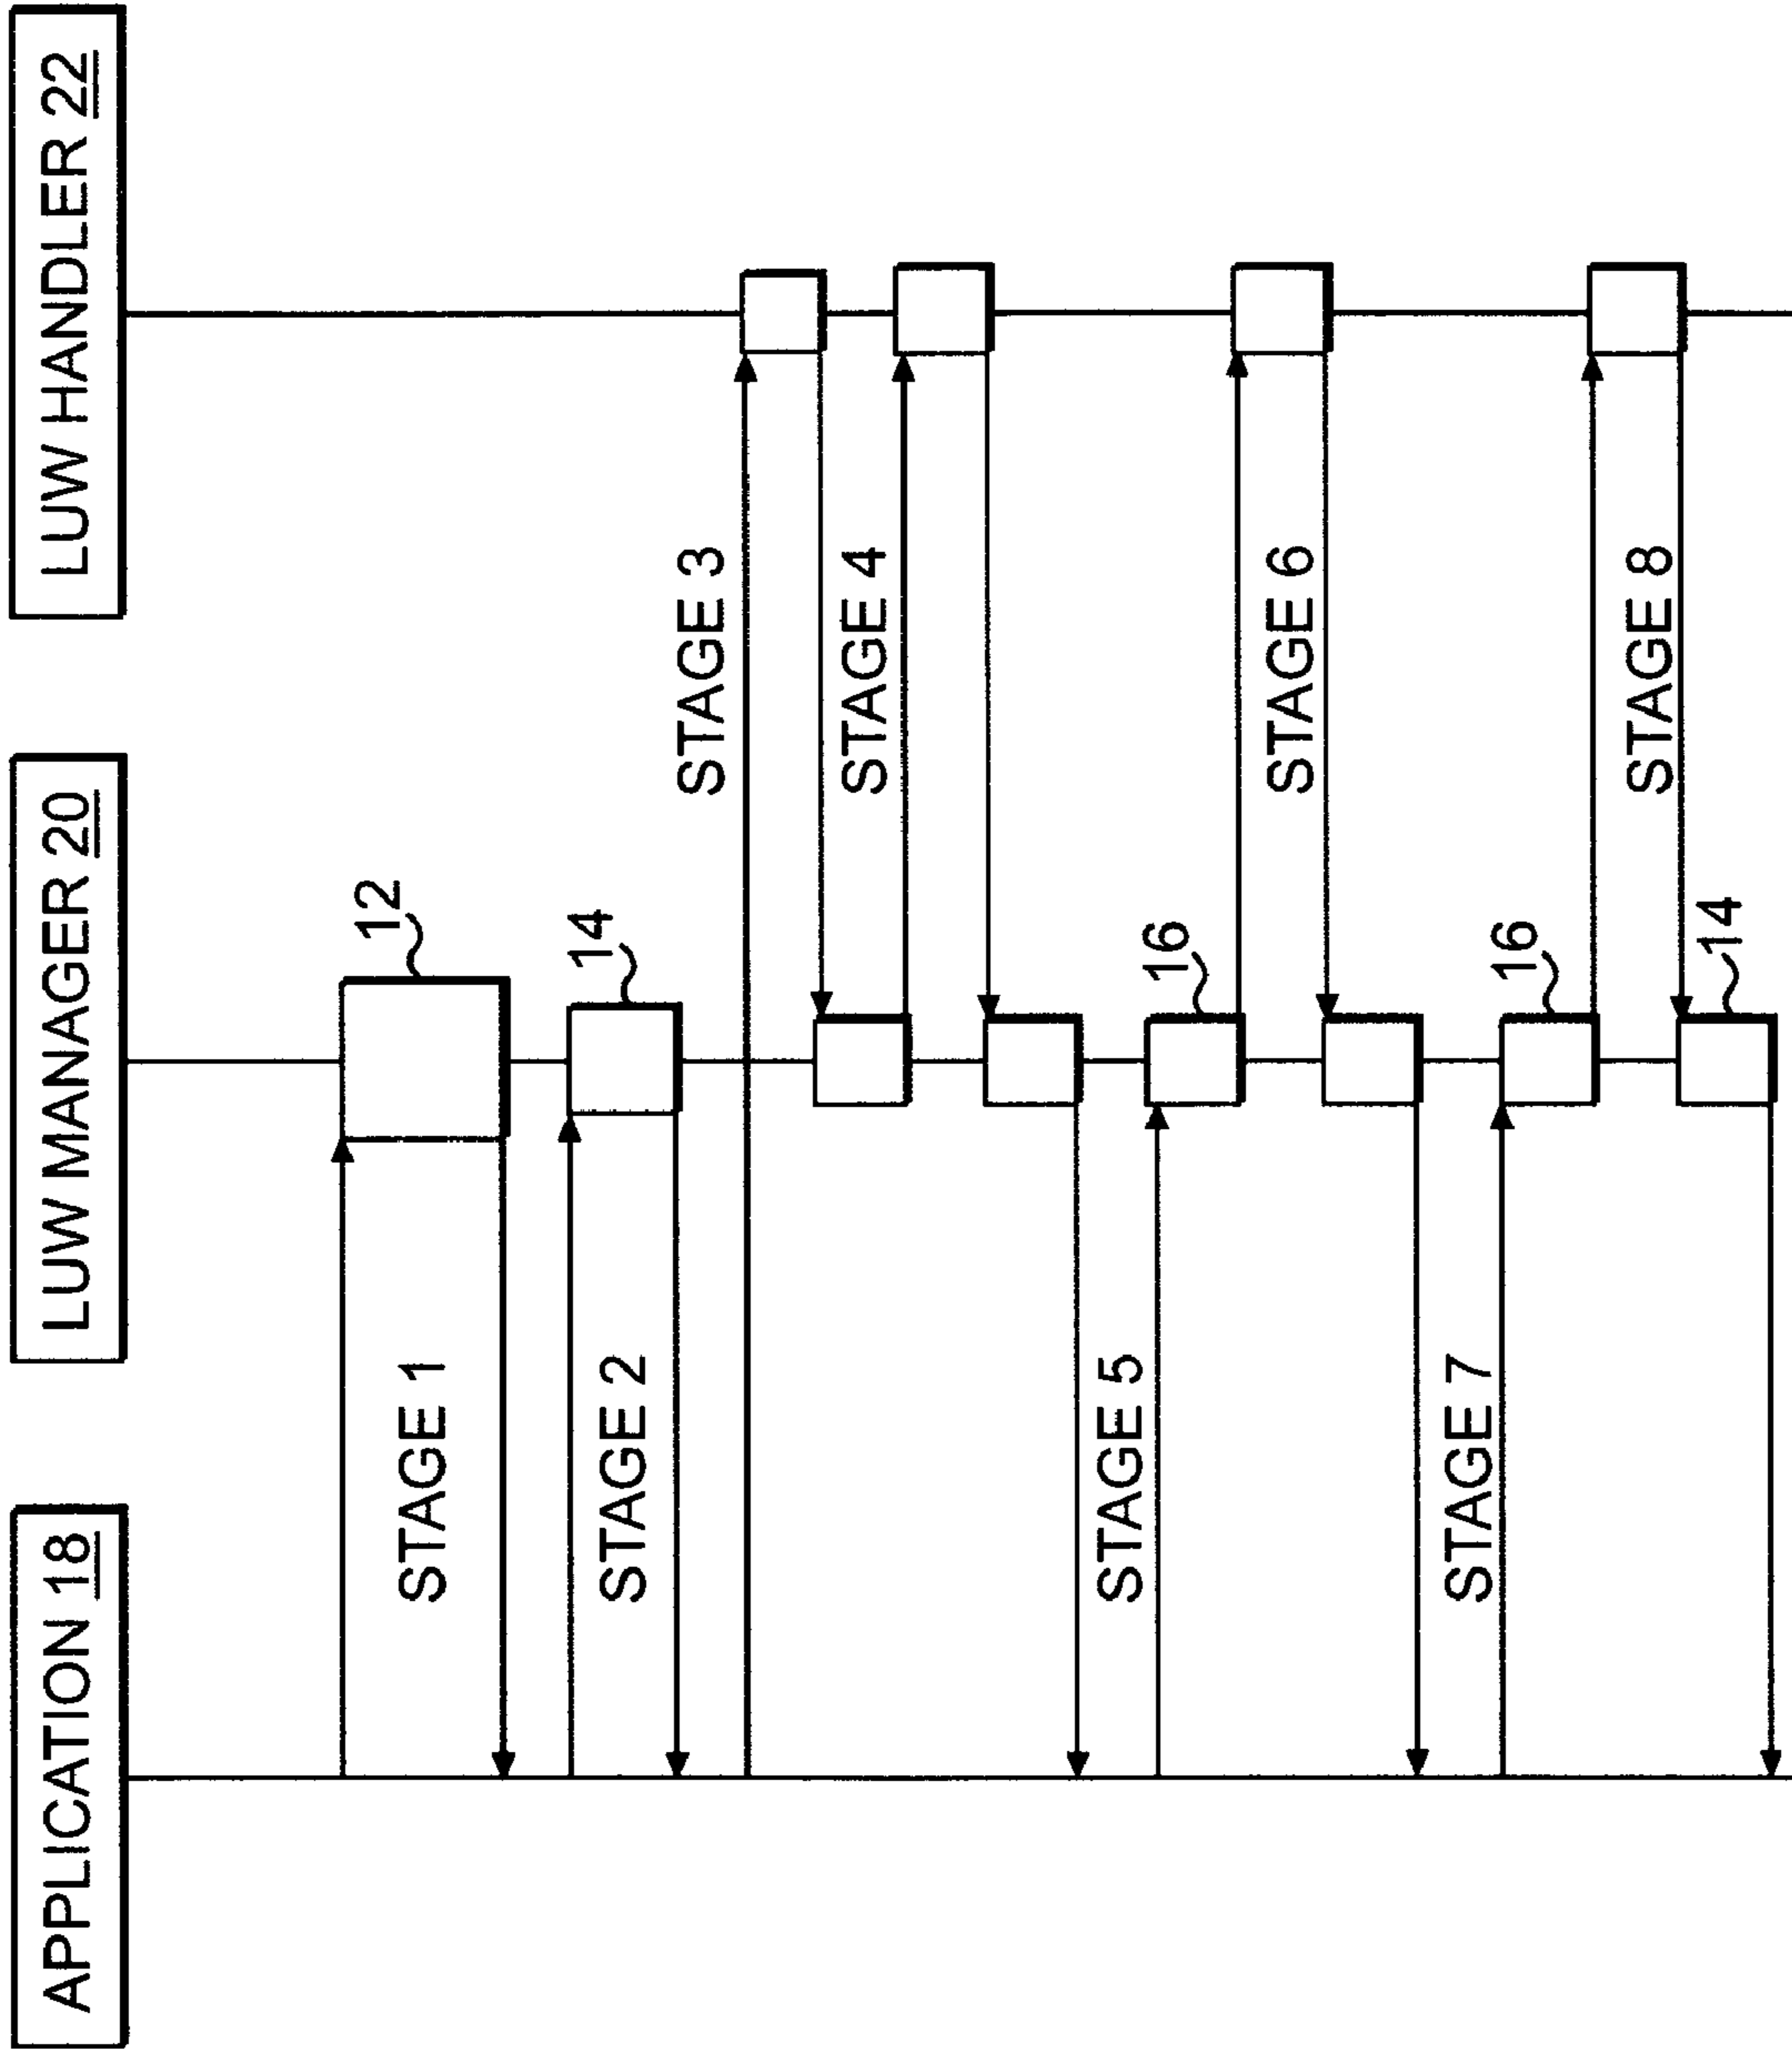 APPLICATION 18
LUW MANAGER 20
LUW HANDLER 22
12
STAGE 1
14
STAGE 2
STAGE 3
STAGE 4
STAGE 5
16
STAGE 6
STAGE 7
16
STAGE 8
14